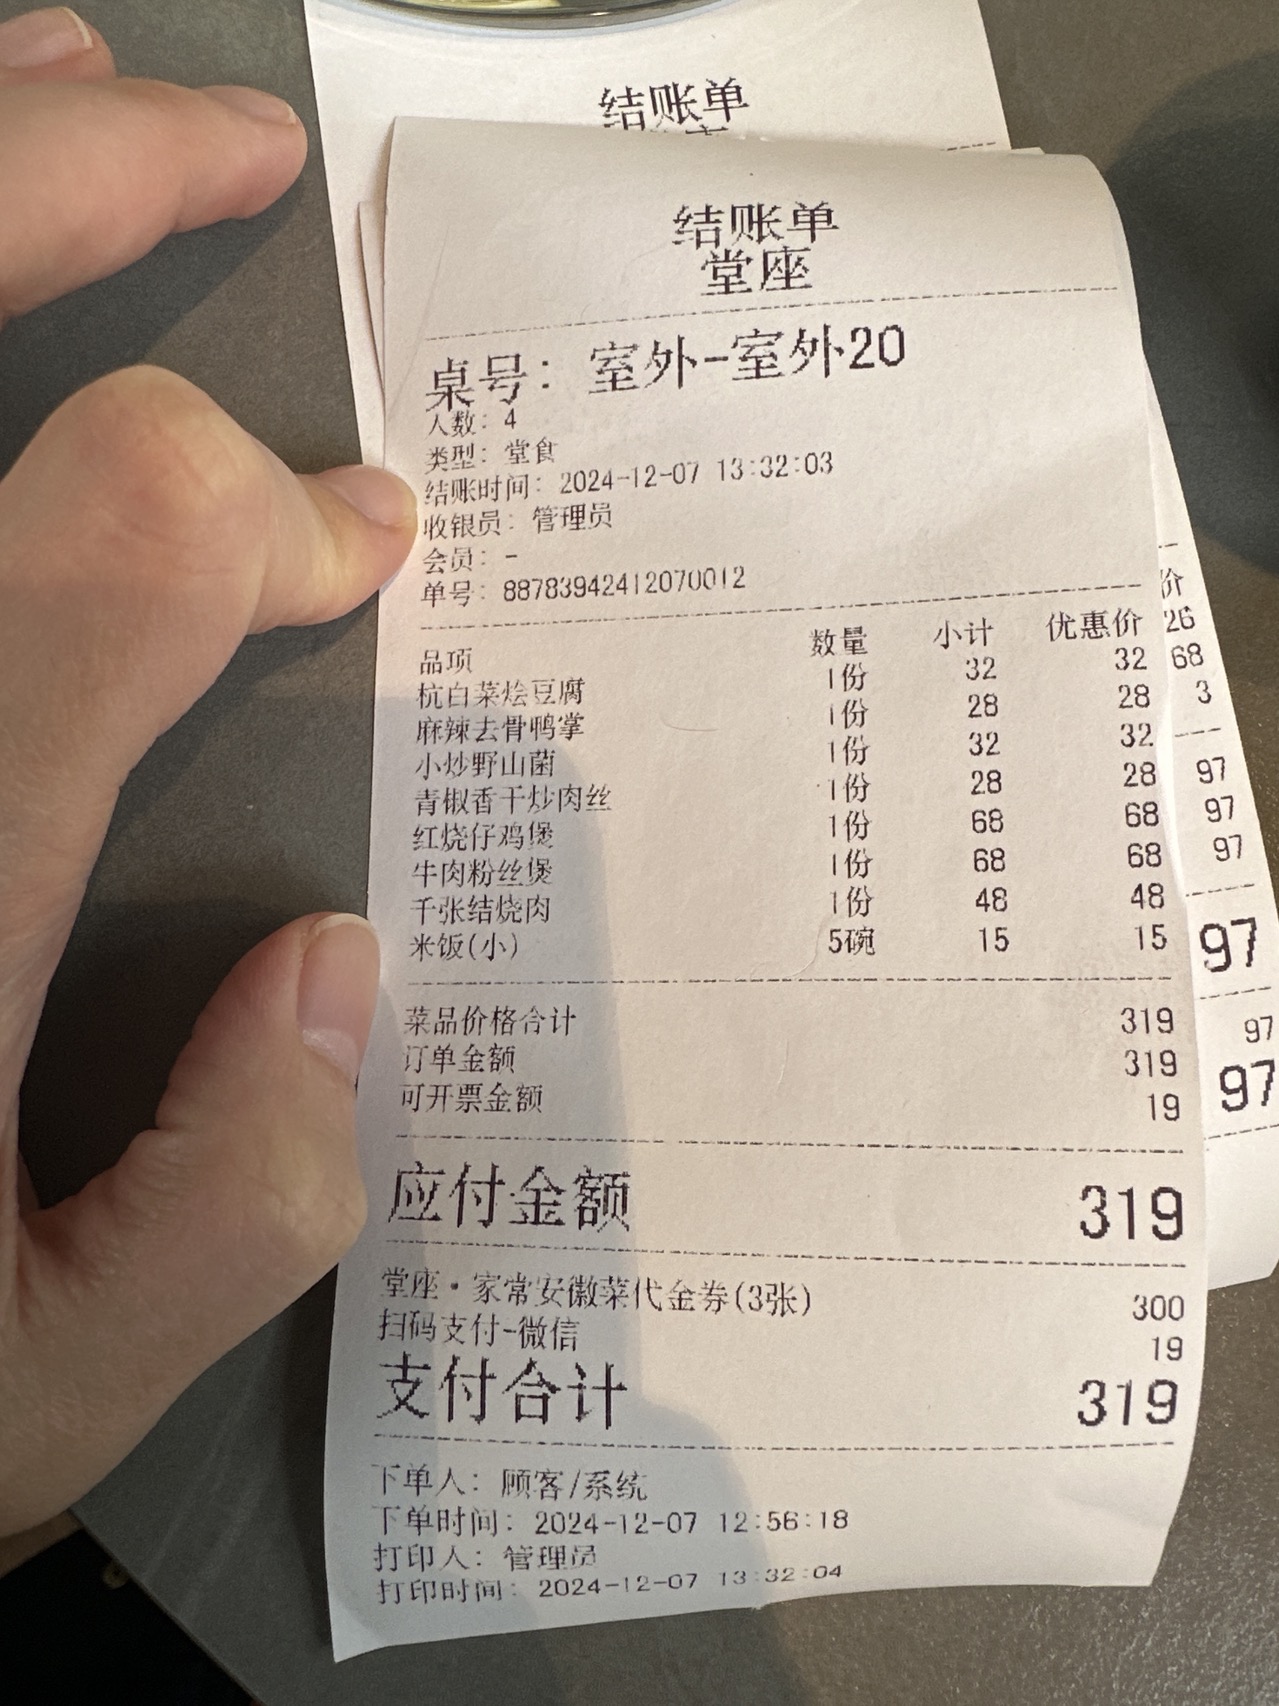 结账单
结账单
堂座
桌号: 室外-室外20
人数: 4
类型: 堂食
结账时间: 2024-12-07 13:32:03
收银员: 管理员
会员: -
单号: 88783942412070012
品项 数量 小计 优惠价
杭白菜烩豆腐 1份 32 32
麻辣去骨鸭掌 1份 28 28
小炒野山菌 1份 32 32
青椒香干炒肉丝 1份 28 28
红烧仔鸡煲 1份 68 68
牛肉粉丝煲 1份 68 68
千张结烧肉 1份 48 48
米饭(小) 5碗 15 15
菜品价格合计 319
订单金额 319
可开票金额 19
应付金额 319
堂座·家常安徽菜代金券(3张) 300
扫码支付-微信 19
支付合计 319
下单人: 顾客/系统
下单时间: 2024-12-07 12:56:18
打印人: 管理员
打印时间: 2024-12-07 13:32:04
价
26
68
3
97
97
97
97
97
97